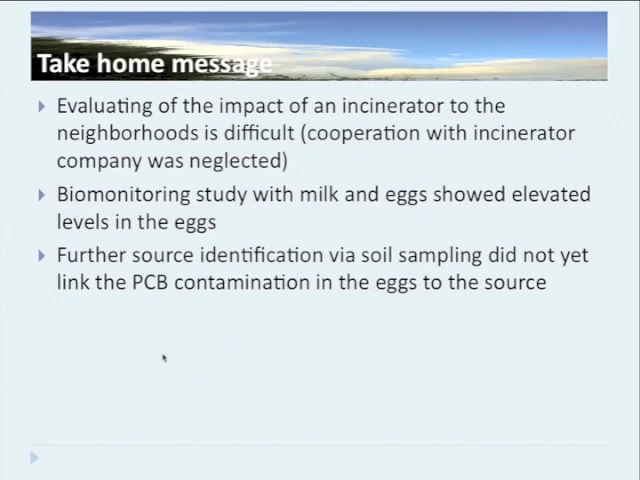 Take home message
Evaluating of the impact of an incinerator to the
neighborhoods is difficult (cooperation with incinerator
company was neglected)
Biomonitoring study with milk and eggs showed elevated
levels in the eggs
Further source identification via soil sampling did not yet
link the PCB contamination in the eggs to the source